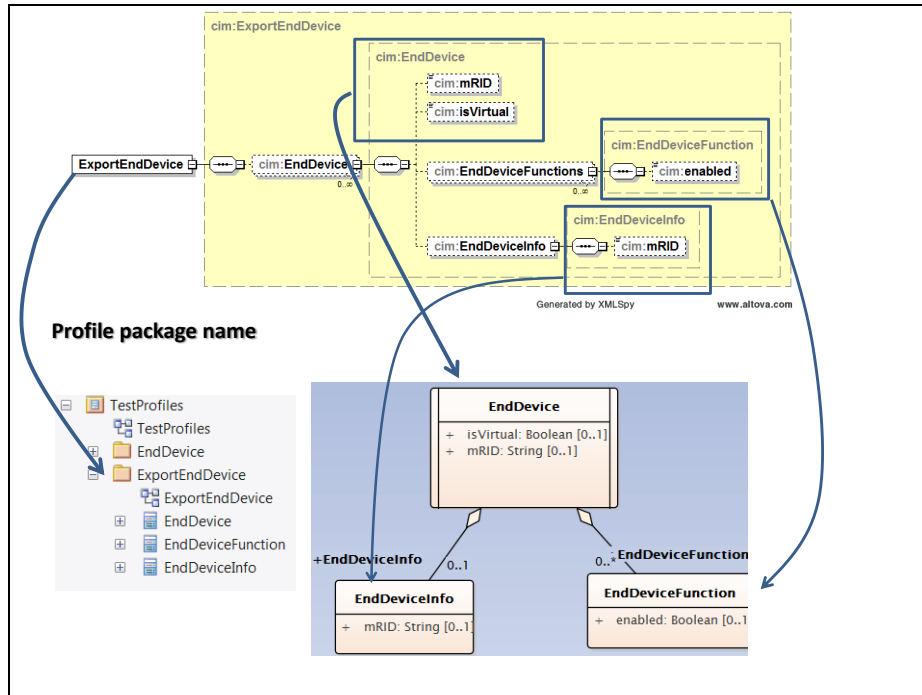 cim:ExportEndDevice
cim:EndDevice
cim:mRID
cim:isVirtual
cim:EndDeviceFunction
ExportEndDevice
cim:EndDevice
0..∞
cim:EndDeviceFunctions
0..∞
cim:enabled
cim:EndDeviceInfo
cim:EndDeviceInfo
cim:mRID
Generated by XMLSpy
www.altova.com
Profile package name
TestProfiles
TestProfiles
EndDevice
ExportEndDevice
ExportEndDevice
EndDevice
EndDeviceFunction
EndDeviceInfo
EndDevice
+ isVirtual: Boolean [0..1]
+ mRID: String [0..1]
+EndDeviceInfo
0..1
EndDeviceFunction
0..*
EndDeviceInfo
+ mRID: String [0..1]
EndDeviceFunction
+ enabled: Boolean [0..1